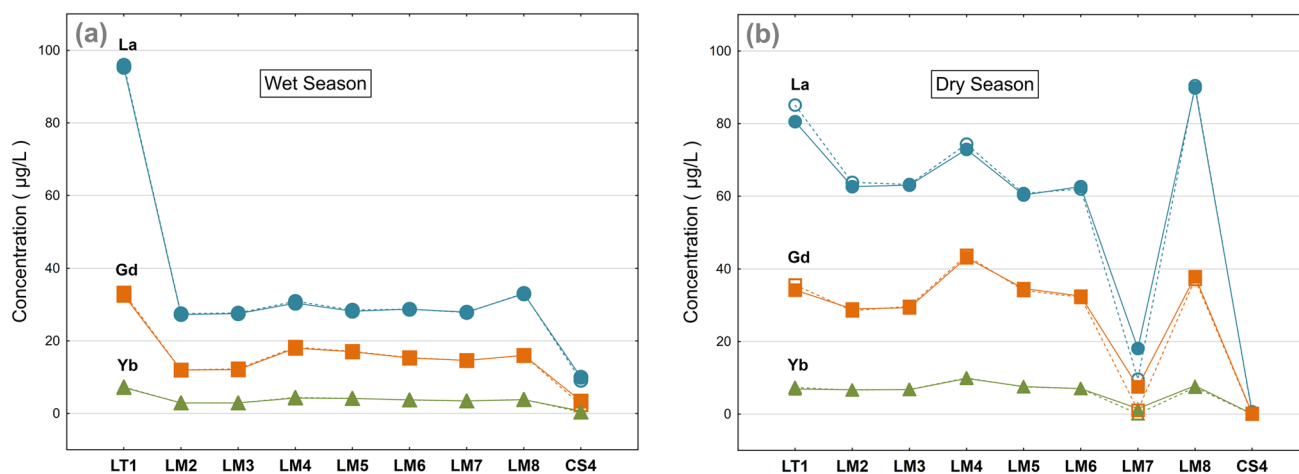 (a)
La
Wet Season
Gd
Yb
Concentration ( µg/L )
100
80
60
40
20
0
LT1 LM2 LM3 LM4 LM5 LM6 LM7 LM8 CS4
(b)
La
Dry Season
Gd
Yb
Concentration ( µg/L )
100
80
60
40
20
0
LT1 LM2 LM3 LM4 LM5 LM6 LM7 LM8 CS4